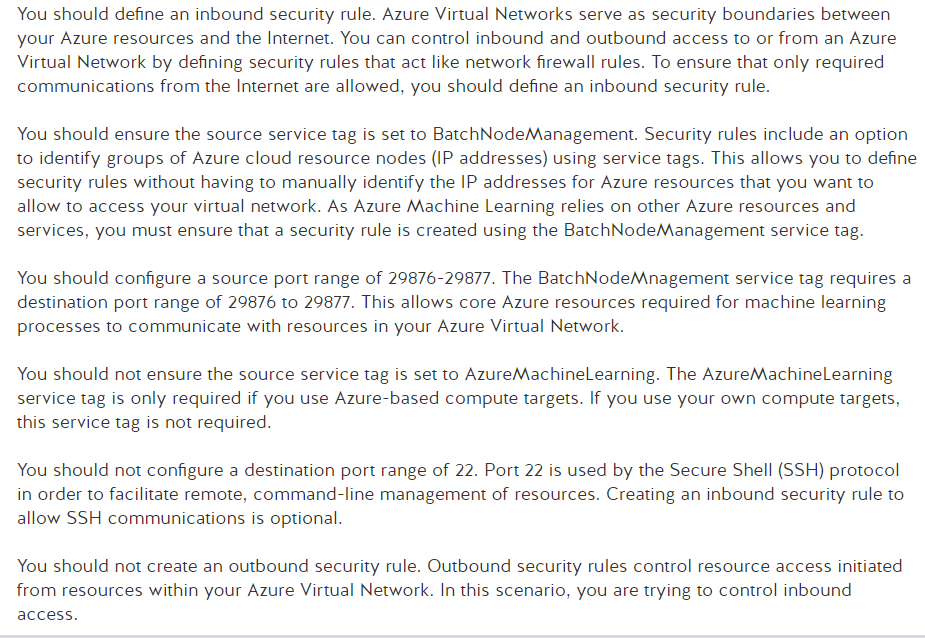 You should define an inbound security rule. Azure Virtual Networks serve as security boundaries between
your Azure resources and the Internet. You can control inbound and outbound access to or from an Azure
Virtual Network by defining security rules that act like network firewall rules. To ensure that only required
communications from the Internet are allowed, you should define an inbound security rule.
You should ensure the source service tag is set to BatchNodeManagement. Security rules include an option
to identify groups of Azure cloud resource nodes (IP addresses) using service tags. This allows you to define
security rules without having to manually identify the IP addresses for Azure resources that you want to
allow to access your virtual network. As Azure Machine Learning relies on other Azure resources and
services, you must ensure that a security rule is created using the BatchNodeManagement service tag.
You should configure a source port range of 29876-29877. The BatchNodeMnagement service tag requires a
destination port range of 29876 to 29877. This allows core Azure resources required for machine learning
processes to communicate with resources in your Azure Virtual Network.
You should not ensure the source service tag is set to AzureMachineLearning. The AzureMachineLearning
service tag is only required if you use Azure-based compute targets. If you use your own compute targets,
this service tag is not required.
You should not configure a destination port range of 22. Port 22 is used by the Secure Shell (SSH) protocol
in order to facilitate remote, command-line management of resources. Creating an inbound security rule to
allow SSH communications is optional.
You should not create an outbound security rule. Outbound security rules control resource access initiated
from resources within your Azure Virtual Network. In this scenario, you are trying to control inbound
access.